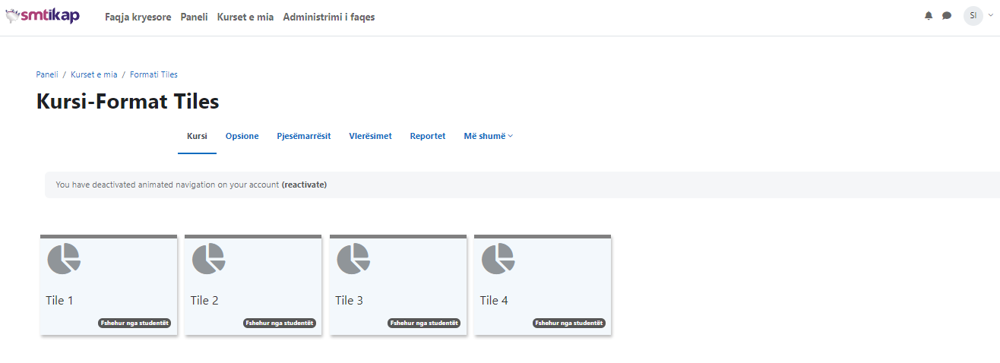 smtikap Faqja kryesore Paneli Kurset e mia Administrimi i faqes SI
Paneli / Kurset e mia / Formati Tiles
Kursi-Format Tiles
Kursi Opsione Pjesëmarrësit Vlerësimet Reportet Më shumë
You have deactivated animated navigation on your account (reactivate)
Tile 1 Tile 2 Tile 3 Tile 4
Fshehur nga studentët Fshehur nga studentët Fshehur nga studentët Fshehur nga studentët